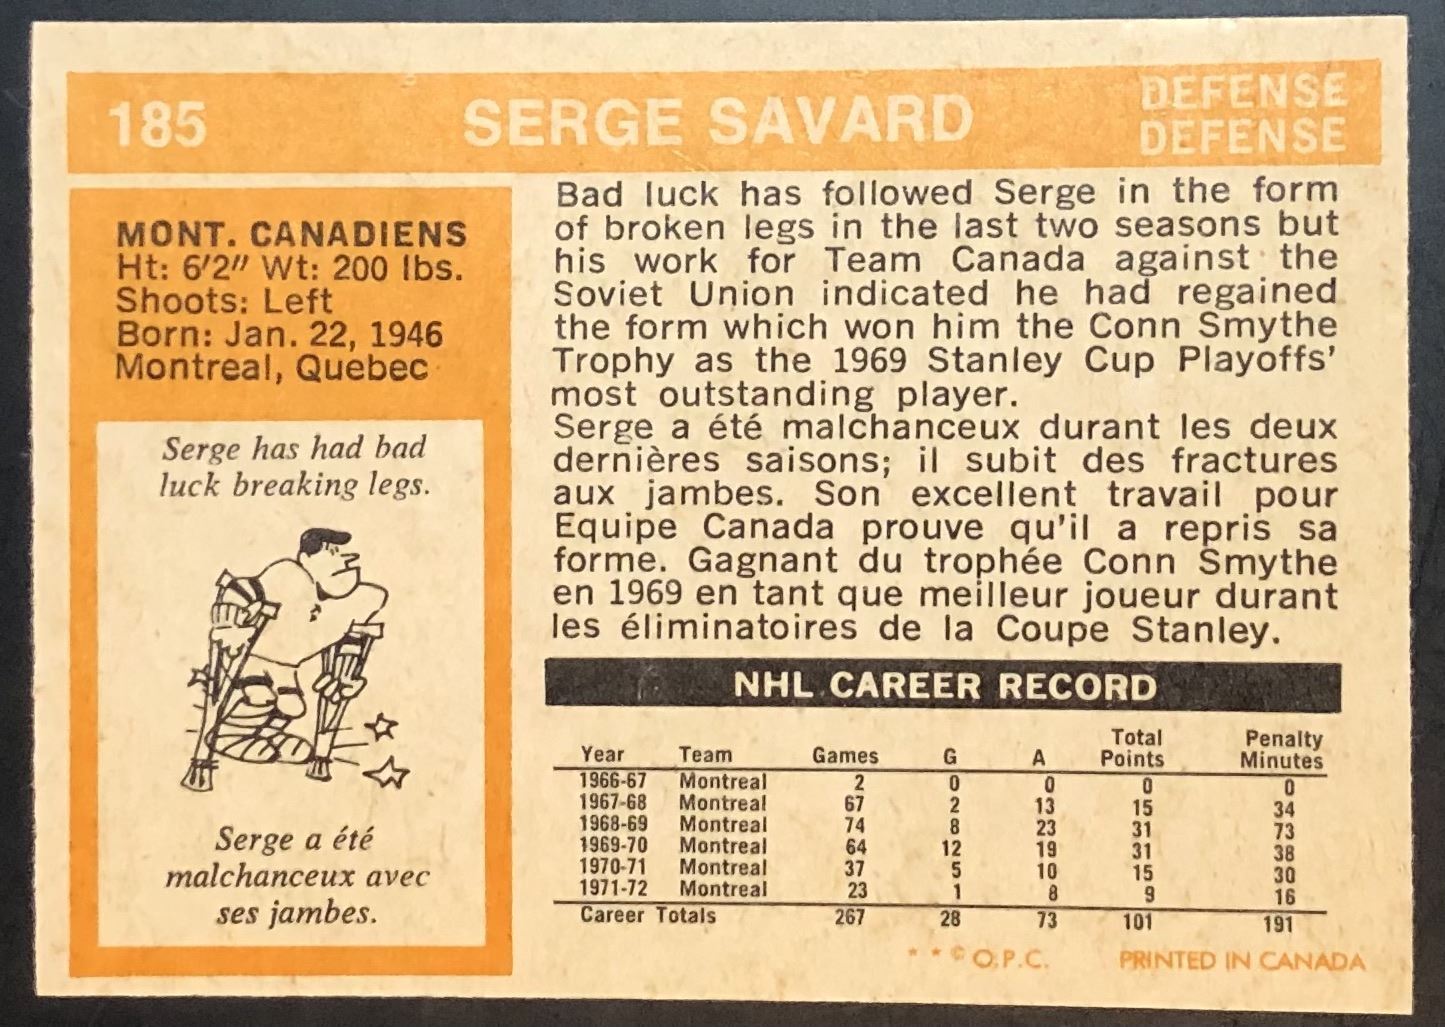 185 SERGE SAVARD DEFENSE
DEFENSE
MONT. CANADIENS
Ht: 6'2" Wt: 200 lbs.
Shoots: Left
Born: Jan. 22, 1946
Montreal, Quebec
Serge has had bad
luck breaking legs.
Serge a été
malchanceux avec
ses jambes.
Bad luck has followed Serge in the form
of broken legs in the last two seasons but
his work for Team Canada against the
Soviet Union indicated he had regained
the form which won him the Conn Smythe
Trophy as the 1969 Stanley Cup Playoffs'
most outstanding player.
Serge a été malchanceux durant les deux
dernières saisons; il subit des fractures
aux jambes. Son excellent travail pour
Equipe Canada prouve qu'il a repris sa
forme. Gagnant du trophée Conn Smythe
en 1969 en tant que meilleur joueur durant
les éliminatoires de la Coupe Stanley.
NHL CAREER RECORD
Year Team Games G A Total Points Penalty Minutes
1966-67 Montreal 2 0 0 0 0
1967-68 Montreal 67 2 13 15 34
1968-69 Montreal 74 8 23 31 73
1969-70 Montreal 64 12 19 31 38
1970-71 Montreal 37 5 10 15 30
1971-72 Montreal 23 1 8 9 16
Career Totals 267 28 73 101 191
* * © O.P.C. PRINTED IN CANADA